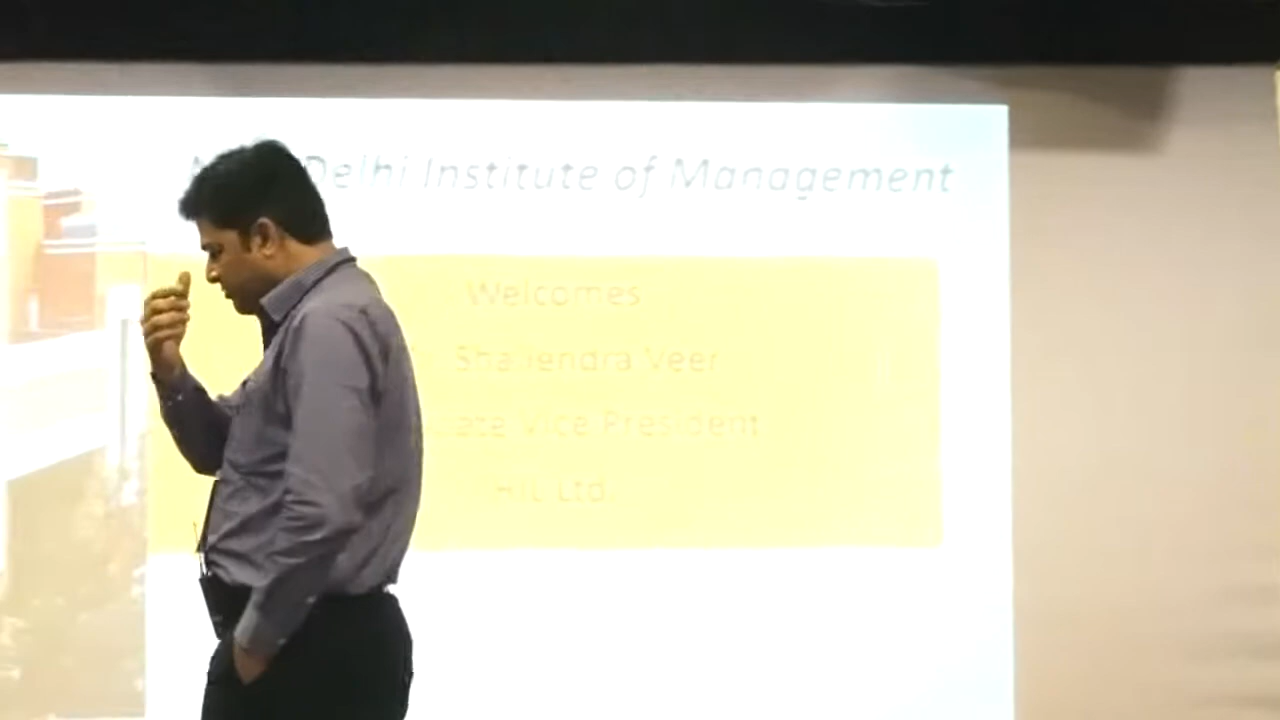 Delhi Institute of Management
Welcomes
Shailendra Veer
Vice President
Ltd